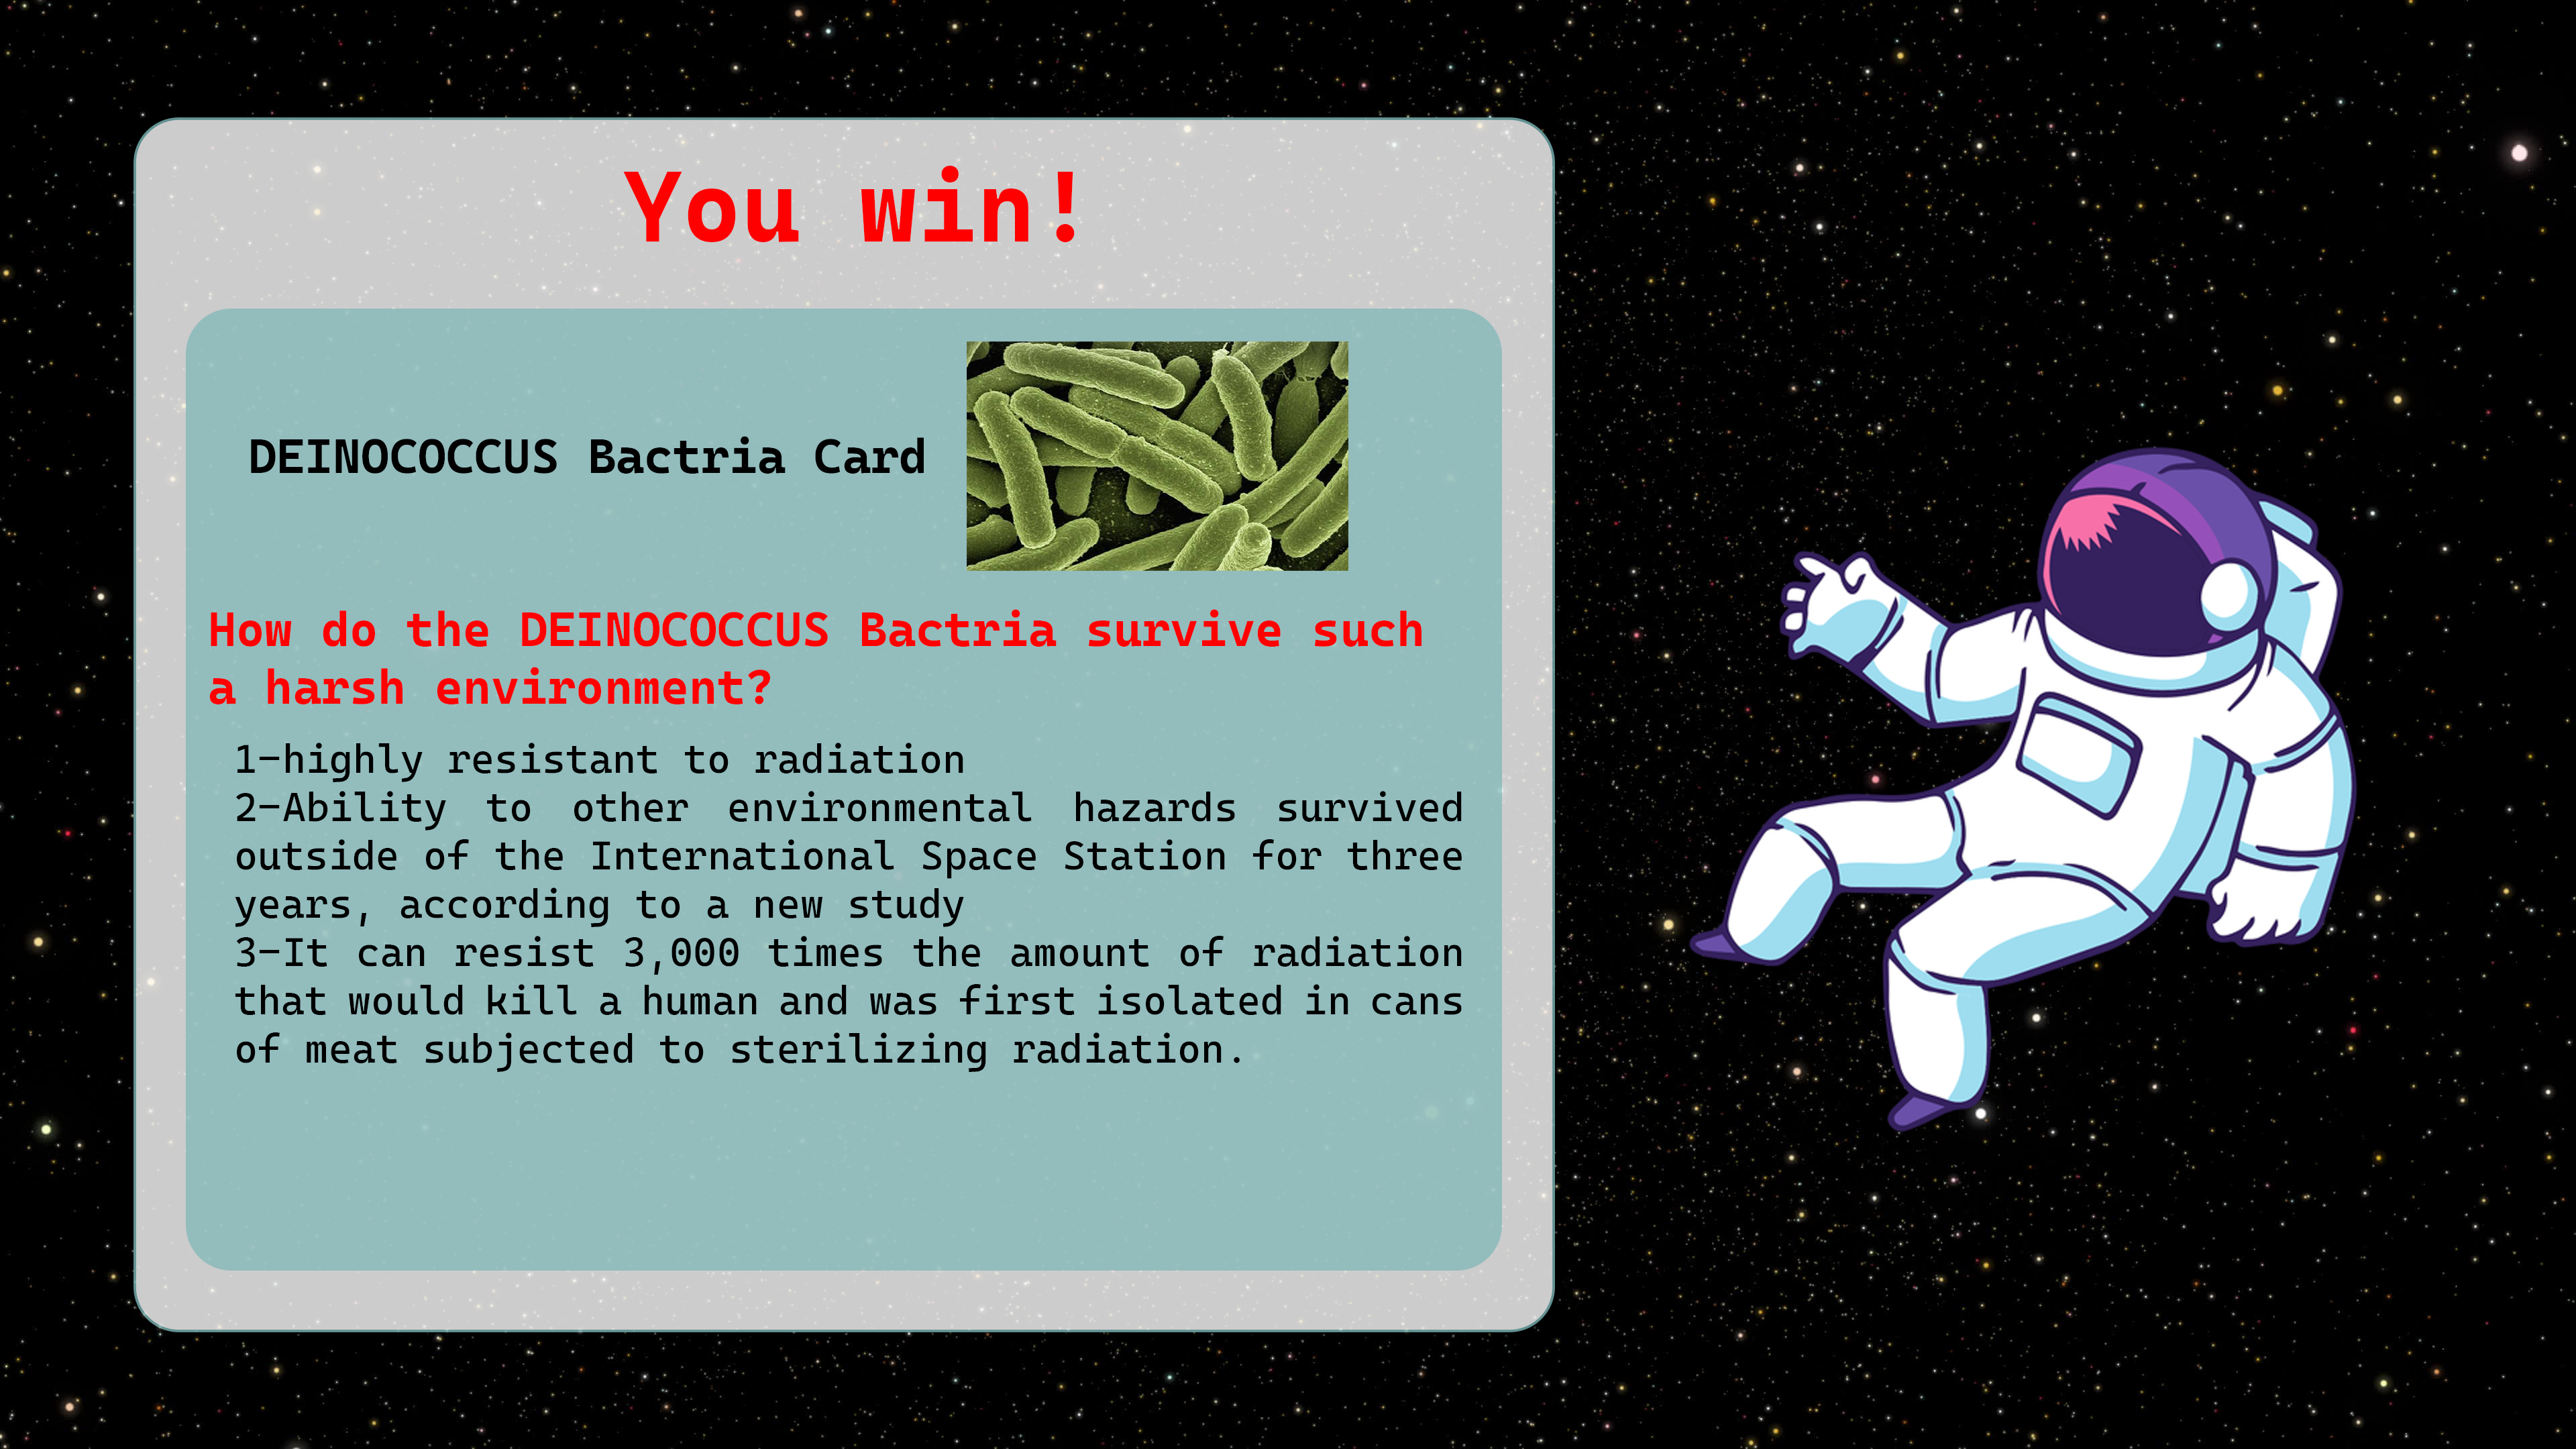 You win!
DEINOCOCCUS Bactria Card
How do the DEINOCOCCUS Bactria survive such
a harsh environment?
1-highly resistant to radiation
2-Ability to other environmental hazards survived
outside of the International Space Station for three
years, according to a new study
3-It can resist 3,000 times the amount of radiation
that would kill a human and was first isolated in cans
of meat subjected to sterilizing radiation.